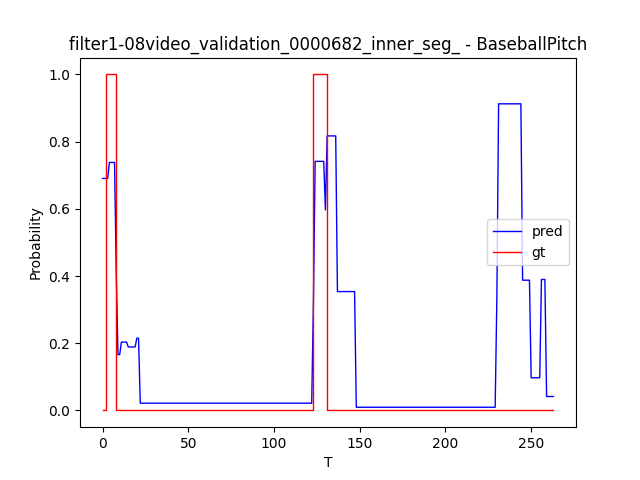 filter1-08video_validation_0000682_inner_seg_ - BaseballPitch
1.0
0.8
0.6
0.4
0.2
0.0
Probability
pred
gt
0
50
100
150
200
250
T